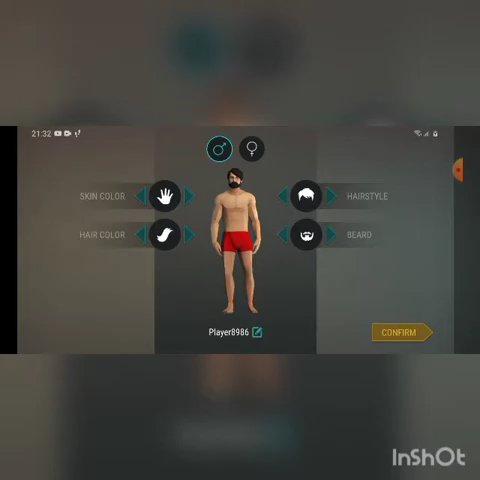 21:32
SKIN COLOR
HAIRSTYLE
HAIR COLOR
BEARD
Player8986
CONFIRM
InShOt